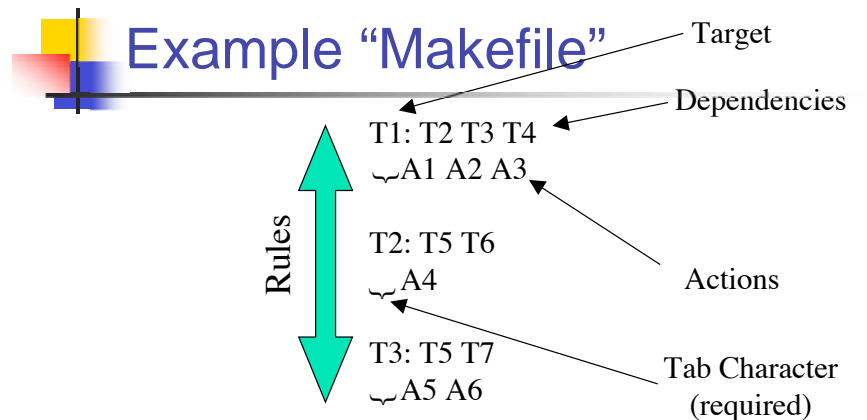 Example “Makefile”
Target
Dependencies
T1: T2 T3 T4
A1 A2 A3
Rules
T2: T5 T6
A4
Actions
T3: T5 T7
A5 A6
Tab Character
(required)